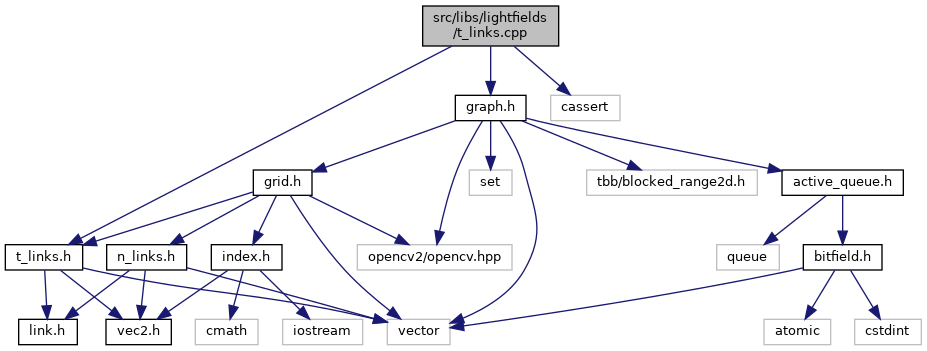 src/libs/lightfields
/t_links.cpp
graph.h
cassert
grid.h
set
tbb/blocked_range2d.h
active_queue.h
t_links.h
n_links.h
index.h
opencv2/opencv.hpp
queue
bitfield.h
link.h
vec2.h
cmath
iostream
vector
atomic
cstdint